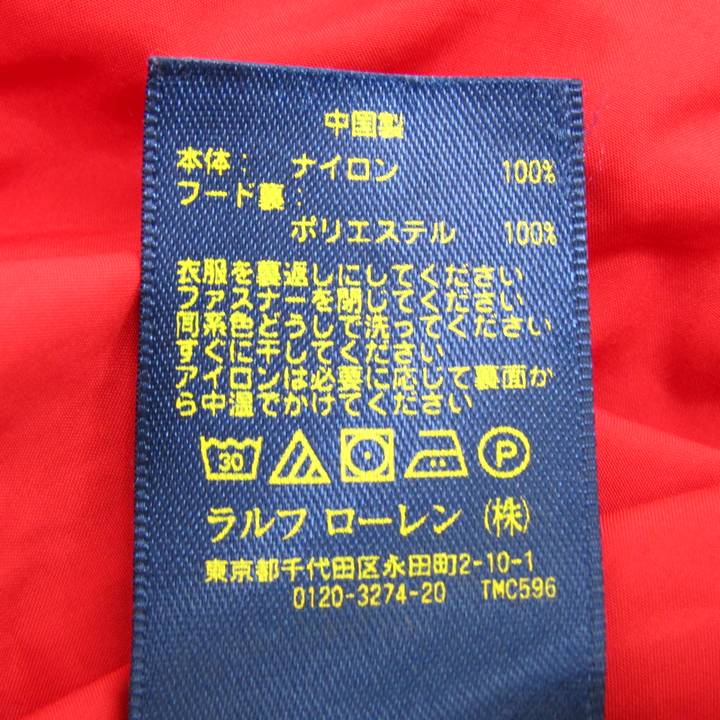 中国製
本体: ナイロン 100%
フード裏:
ポリエステル 100%
衣服を裏返しにしてください
ファスナーを閉じてください
同系色どうしで洗ってください
すぐに干してください
アイロンは必要に応じて裏面か
ら中温でかけてください
30 P
ラルフ ローレン (株)
東京都千代田区永田町2-10-1
0120-3274-20 TMC596